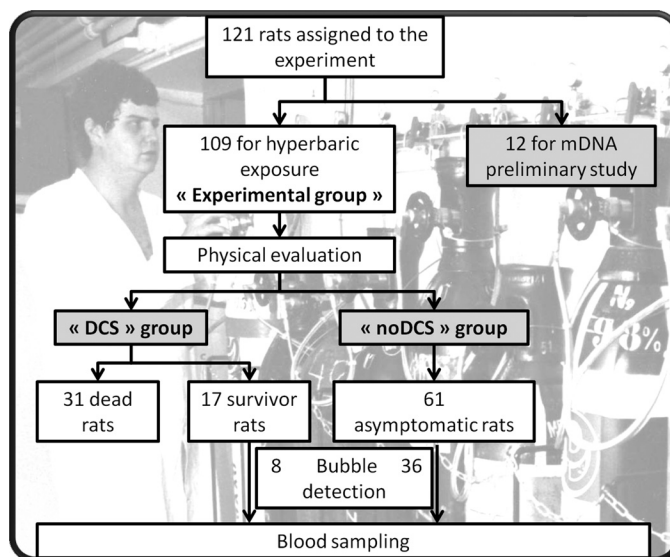 121 rats assigned to the
experiment
109 for hyperbaric
exposure
« Experimental group »
12 for mDNA
preliminary study
Physical evaluation
« DCS » group
« noDCS » group
31 dead
rats
17 survivor
rats
61
asymptomatic rats
8 Bubble 36
detection
Blood sampling
N₂